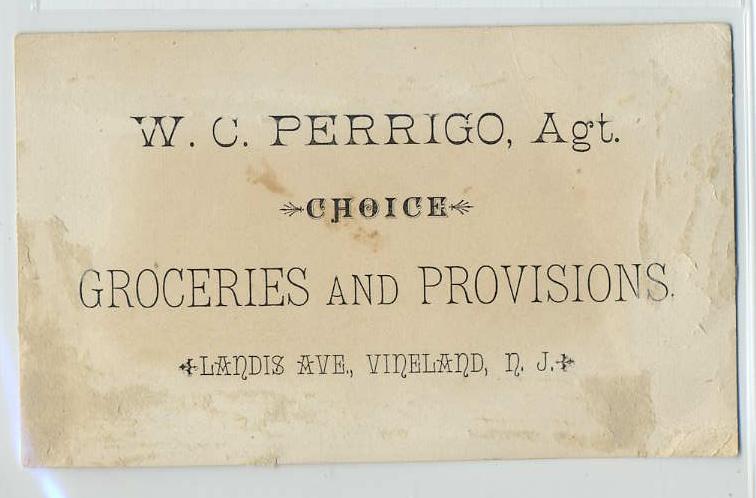 W. C. PERRIGO, Agt.
CHOICE
GROCERIES AND PROVISIONS.
LANDIS AVE., VINELAND, N. J.